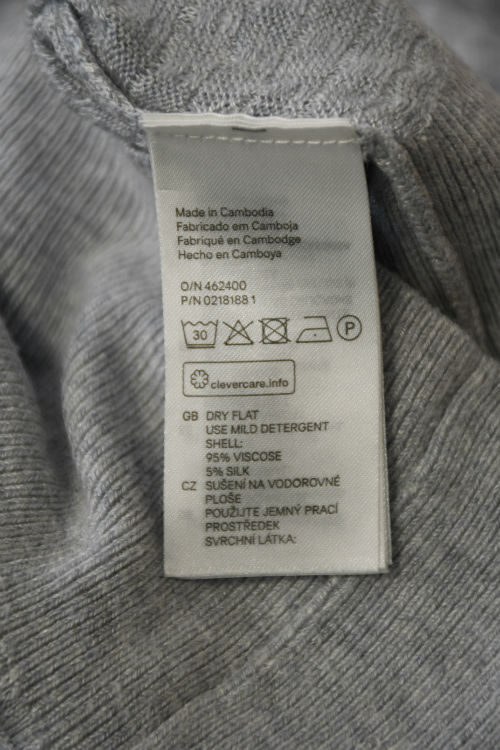 Made in Cambodia
Fabricado em Camboja
Fabriqué en Cambodge
Hecho en Camboya
O/N 462400
P/N 0218188 1
30 P
clevercare.info
GB DRY FLAT
USE MILD DETERGENT
SHELL:
95% VISCOSE
5% SILK
CZ SUŠENÍ NA VODOROVNÉ
PLOŠE
POUŽIJTE JEMNÝ PRACÍ
PROSTŘEDEK
SVRCHNÍ LÁTKA: